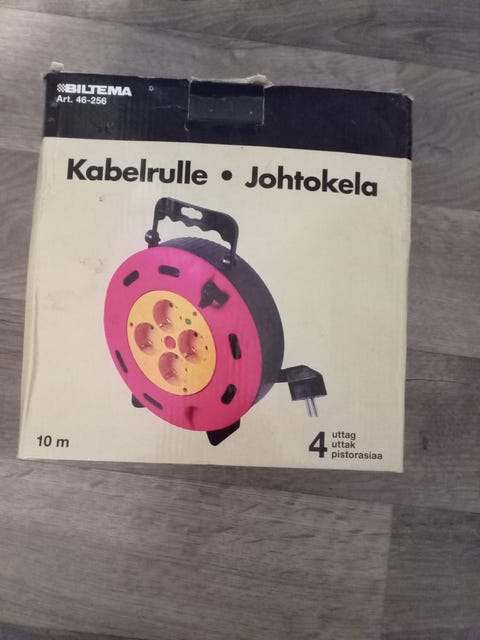 BILTEMA
Art. 46-256
Kabelrulle • Johtokela
10 m
4 uttag
uttak
pistorasiaa